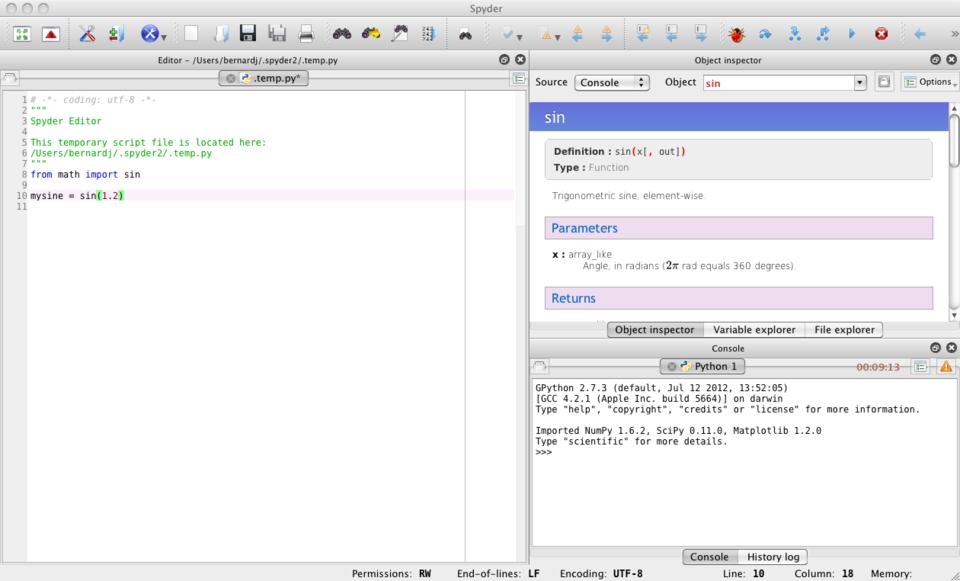 Spyder
Editor – /Users/bernardj/.spyder2/.temp.py
.temp.py*
1 # -*- coding: utf-8 -*-
2 """
3 Spyder Editor
4
5 This temporary script file is located here:
6 /Users/bernardj/.spyder2/.temp.py
7 """
8 from math import sin
9
10 mysine = sin(1.2)
11
Object inspector
Source Console Object sin Options
sin
Definition : sin(x[, out])
Type : Function
Trigonometric sine, element-wise.
Parameters
x : array_like
Angle, in radians (2π rad equals 360 degrees).
Returns
Object inspector Variable explorer File explorer
Console
Python 1 00:09:13
GPython 2.7.3 (default, Jul 12 2012, 13:52:05)
[GCC 4.2.1 (Apple Inc. build 5664)] on darwin
Type "help", "copyright", "credits" or "license" for more information.
Imported NumPy 1.6.2, SciPy 0.11.0, Matplotlib 1.2.0
Type "scientific" for more details.
>>>
Console History log
Permissions: RW End-of-lines: LF Encoding: UTF-8 Line: 10 Column: 18 Memory: